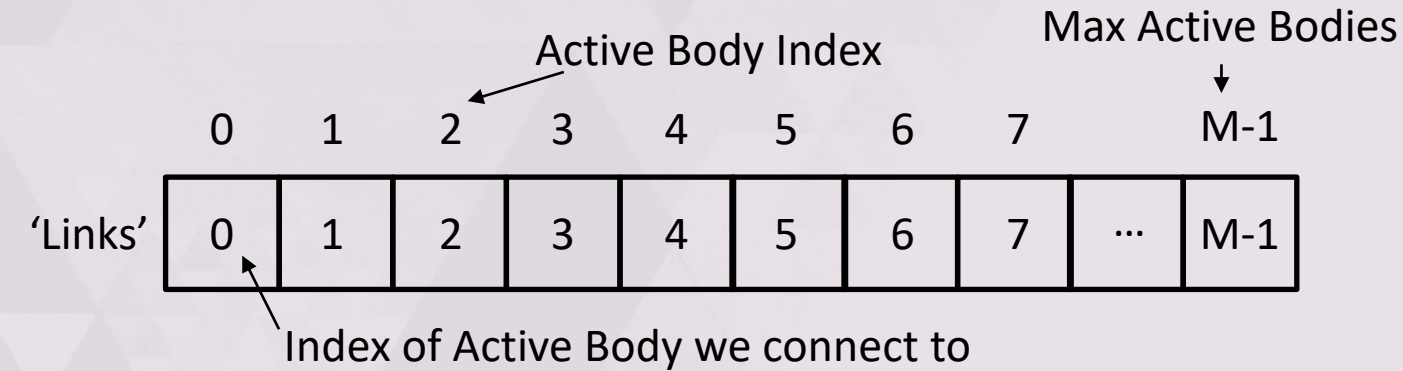 Max Active Bodies
Active Body Index
0 1 2 3 4 5 6 7 M-1
‘Links’ 0 1 2 3 4 5 6 7 ... M-1
Index of Active Body we connect to